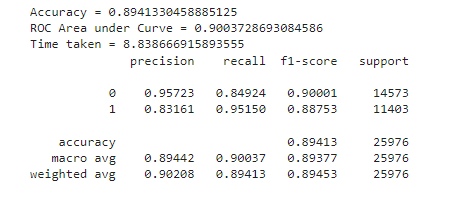 Accuracy = 0.8941330458885125
ROC Area under Curve = 0.9003728693084586
Time taken = 8.838666915893555
precision recall f1-score support
0 0.95723 0.84924 0.90001 14573
1 0.83161 0.95150 0.88753 11403
accuracy 0.89413 25976
macro avg 0.89442 0.90037 0.89377 25976
weighted avg 0.90208 0.89413 0.89453 25976